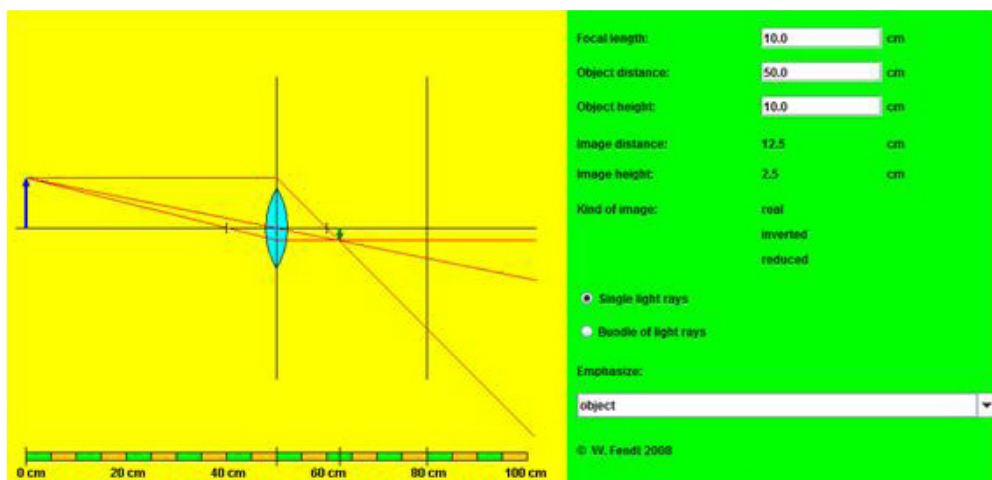 Focal length: 10.0 cm
Object distance: 50.0 cm
Object height: 10.0 cm
Image distance: 12.5 cm
Image height: 2.5 cm
Kind of image: real
inverted
reduced
Single light rays
Bundle of light rays
Emphasize:
object
© W. Fendt 2008
0 cm 20 cm 40 cm 60 cm 80 cm 100 cm